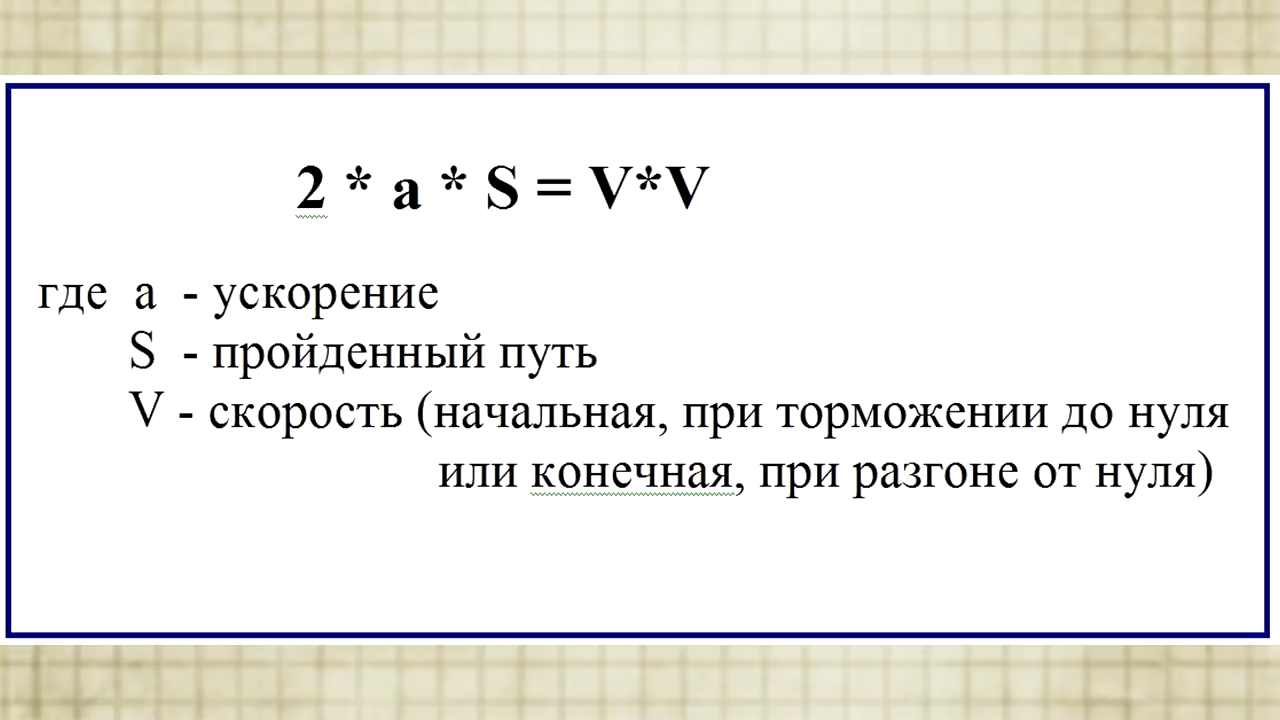 2 * a * S = V*V
где a - ускорение
S - пройденный путь
V - скорость (начальная, при торможении до нуля
или конечная, при разгоне от нуля)